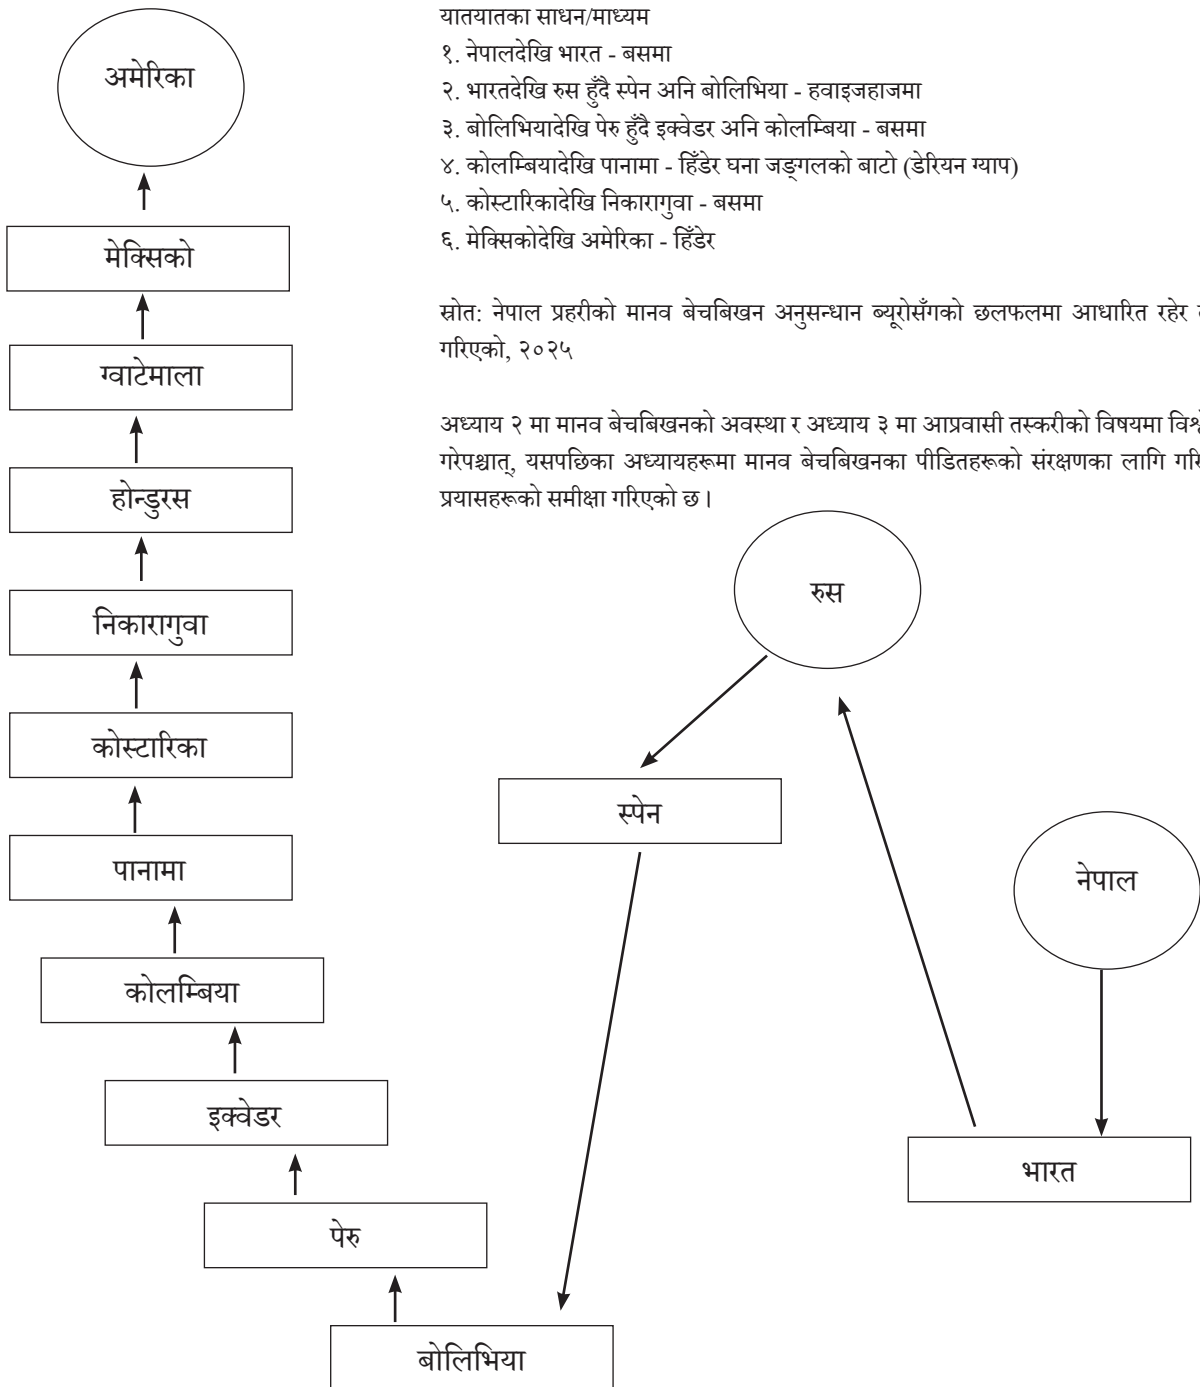 यातयातका साधन/माध्यम
१. नेपालदेखि भारत - बसमा
२. भारतदेखि रुस हुँदै स्पेन अनि बोलिभिया - हवाइजहाजमा
३. बोलिभियादेखि पेरु हुँदै इक्वेडर अनि कोलम्बिया - बसमा
४. कोलम्बियादेखि पानामा - हिँडेर घना जङ्गलको बाटो (डेरियन ग्याप)
५. कोस्टारिकादेखि निकारागुवा - बसमा
६. मेक्सिकोदेखि अमेरिका - हिँडेर
स्रोत: नेपाल प्रहरीको मानव बेचबिखन अनुसन्धान ब्यूरोसँगको छलफलमा आधारित रहेर
गरिएको, २०२५
अध्याय २ मा मानव बेचबिखनको अवस्था र अध्याय ३ मा आप्रवासी तस्करीको विषयमा
गरेपश्चात्, यसपछिका अध्यायहरूमा मानव बेचबिखनका पीडितहरूको संरक्षणका लागि
प्रयासहरूको समीक्षा गरिएको छ।
अमेरिका
मेक्सिको
ग्वाटेमाला
होन्डुरस
निकारागुवा
कोस्टारिका
पानामा
कोलम्बिया
इक्वेडर
पेरु
बोलिभिया
रुस
स्पेन
नेपाल
भारत